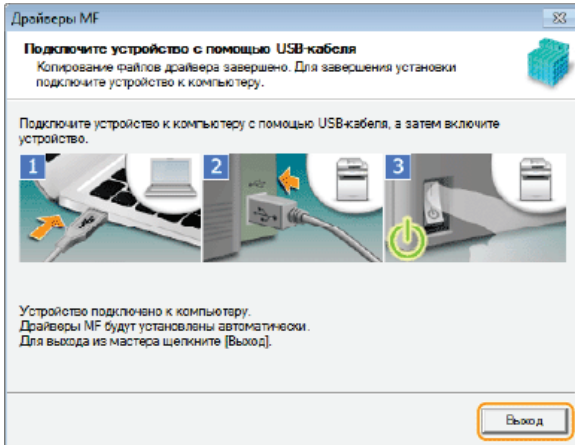 Драйверы MF
Подключите устройство с помощью USB-кабеля
Копирование файлов драйвера завершено. Для завершения установки
подключите устройство к компьютеру.
Подключите устройство к компьютеру с помощью USB-кабеля, а затем включите
устройство.
1 2 3
Устройство подключено к компьютеру.
Драйверы MF будут установлены автоматически.
Для выхода из мастера щелкните [Выход].
Выход